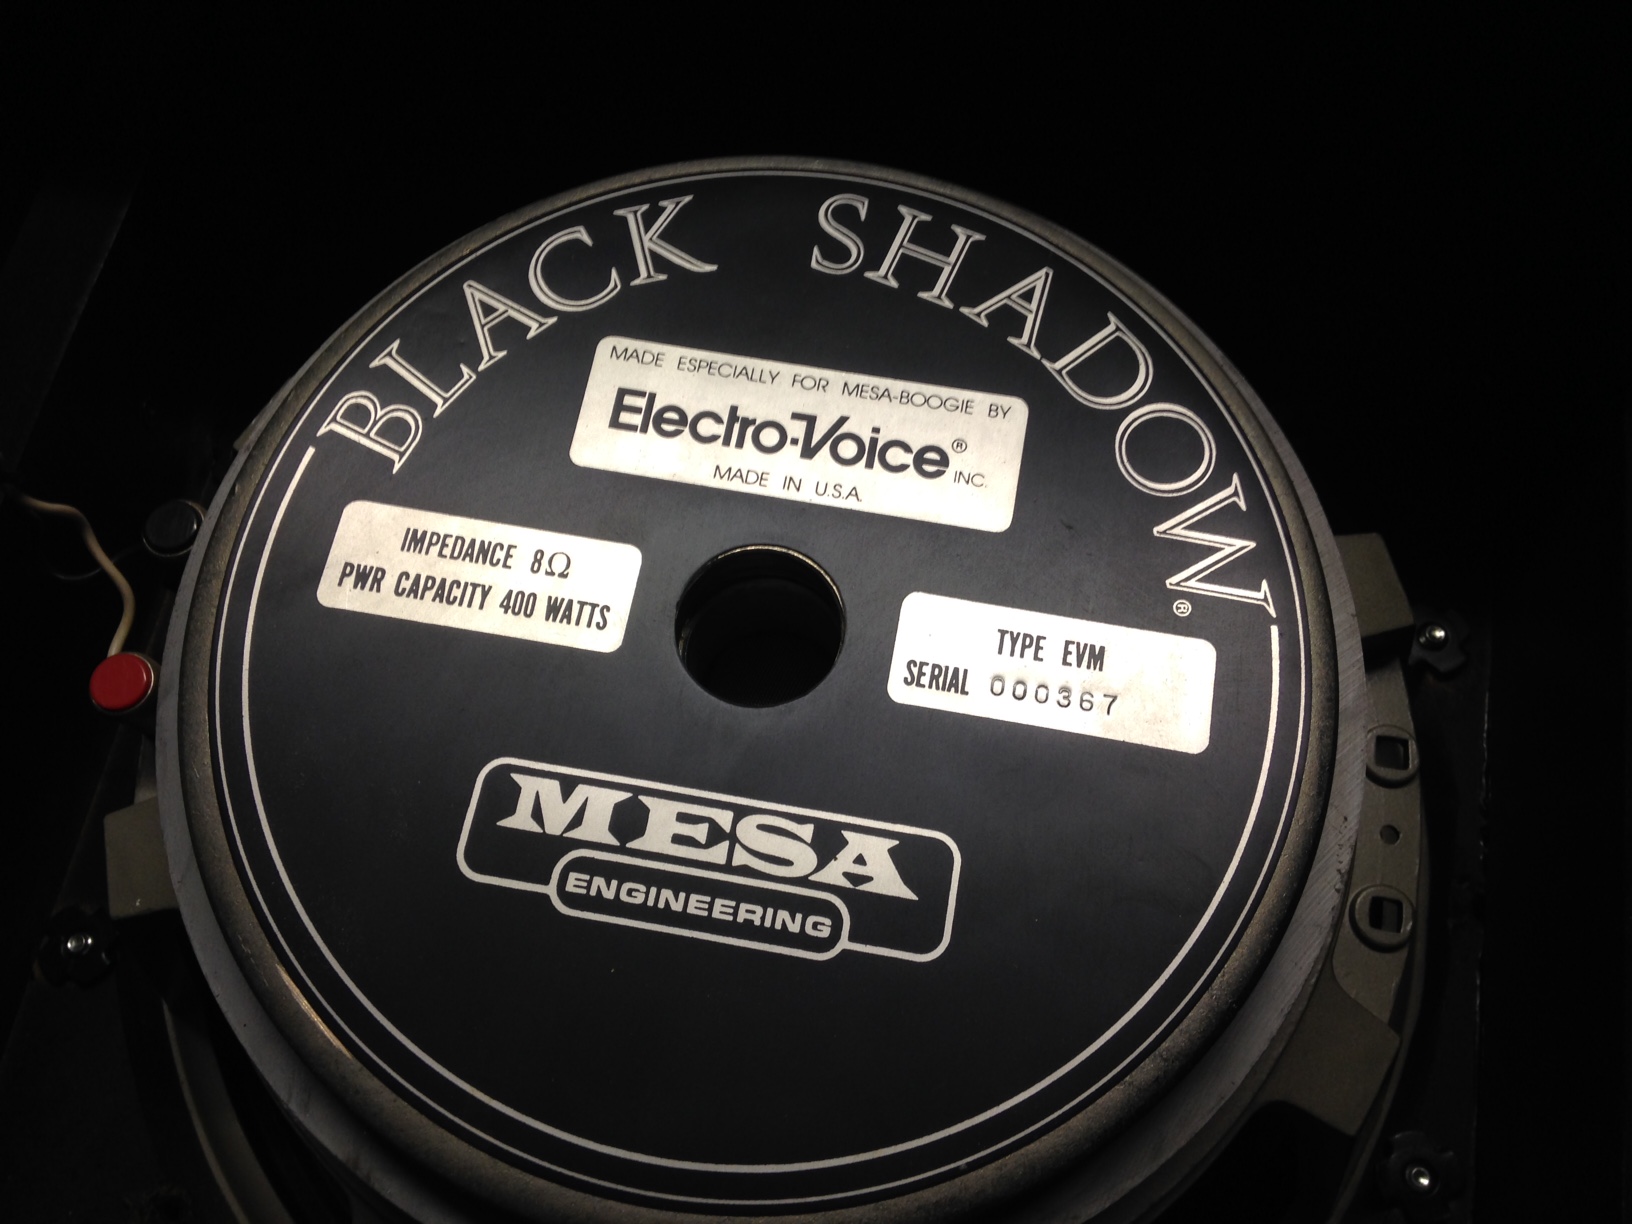 BLACK SHADOW®
MADE ESPECIALLY FOR MESA-BOOGIE BY
Electro-Voice® INC.
MADE IN U.S.A.
IMPEDANCE 8Ω
PWR CAPACITY 400 WATTS
TYPE EVM
SERIAL 000367
MESA
ENGINEERING